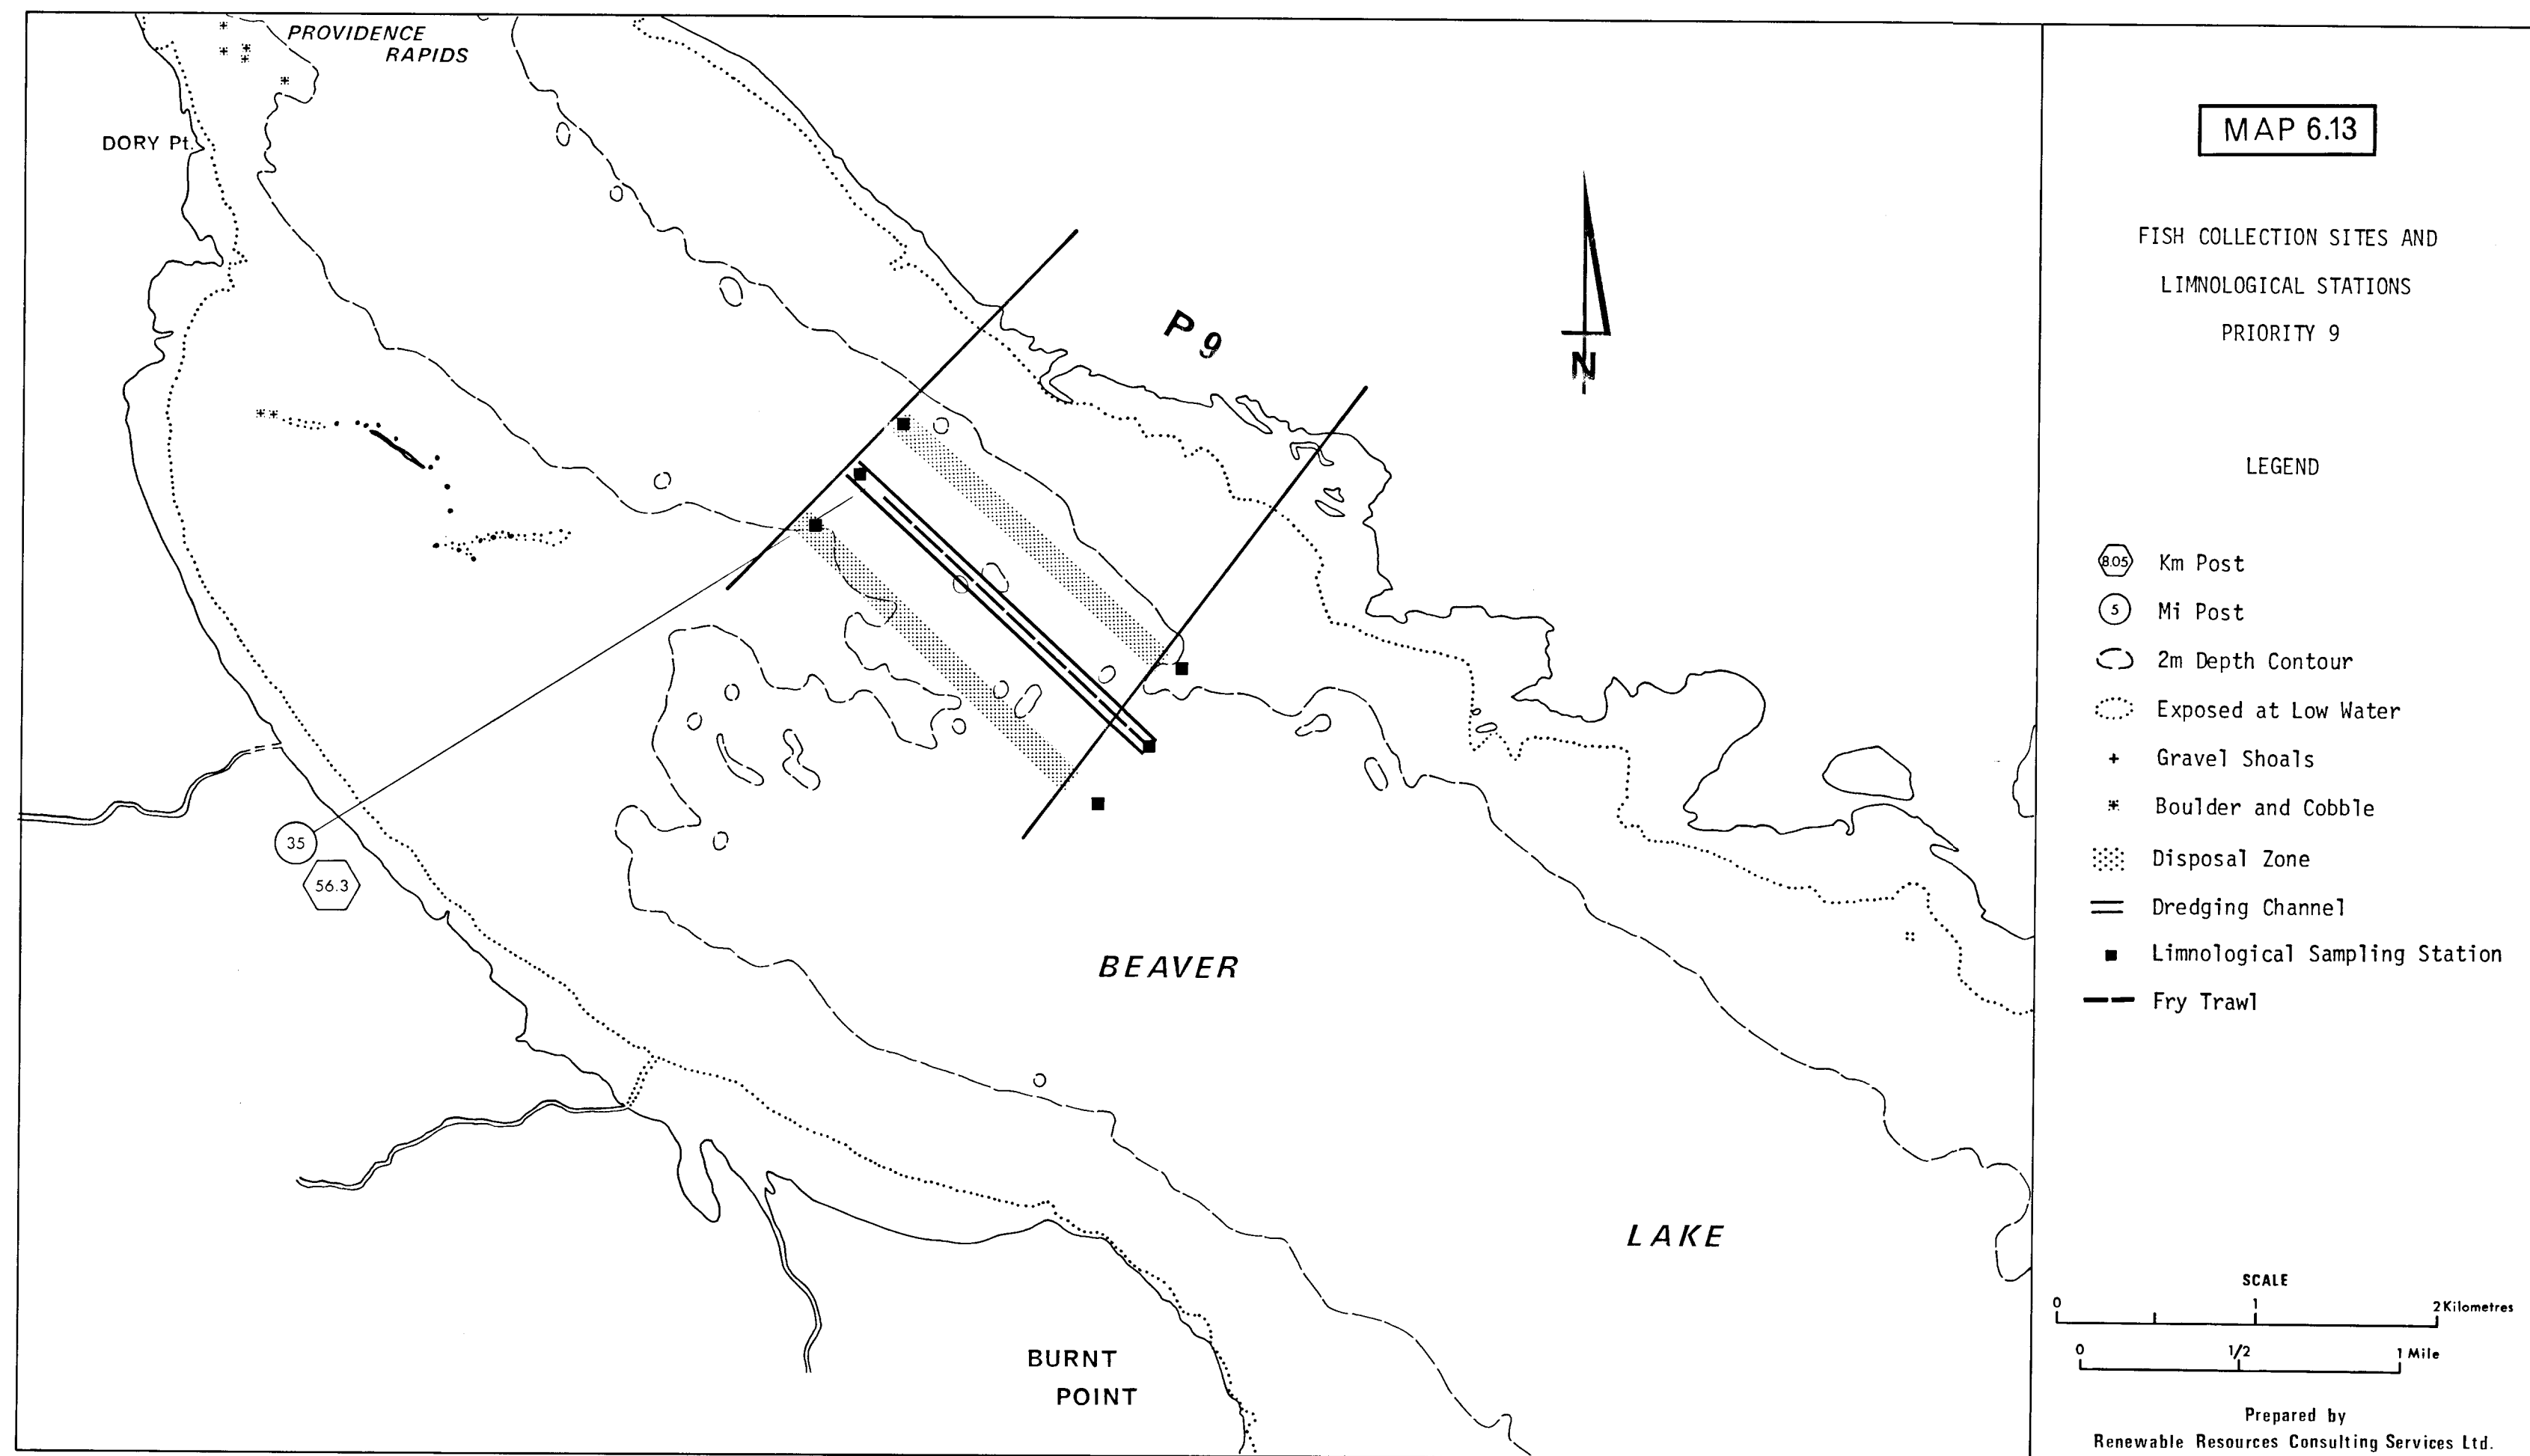 PROVIDENCE
RAPIDS
DORY Pt.
P 9
N
35
56.3
BEAVER
LAKE
BURNT
POINT
MAP 6.13
FISH COLLECTION SITES AND
LIMNOLOGICAL STATIONS
PRIORITY 9
LEGEND
8.05 Km Post
5 Mi Post
2m Depth Contour
Exposed at Low Water
Gravel Shoals
Boulder and Cobble
Disposal Zone
Dredging Channel
Limnological Sampling Station
Fry Trawl
SCALE
0 1 2 Kilometres
0 1/2 1 Mile
Prepared by
Renewable Resources Consulting Services Ltd.